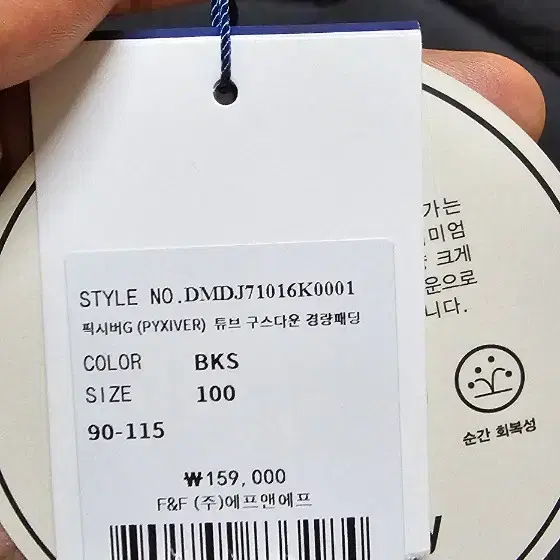 STYLE NO.DMDJ71016K0001
픽시버G (PYXIVER) 튜브 구스다운 경량패딩
COLOR BKS
SIZE 100
90-115
₩159,000
F&F (주)에프앤에프
가는
미엄
크게
운으로
니다.
순간 회복성